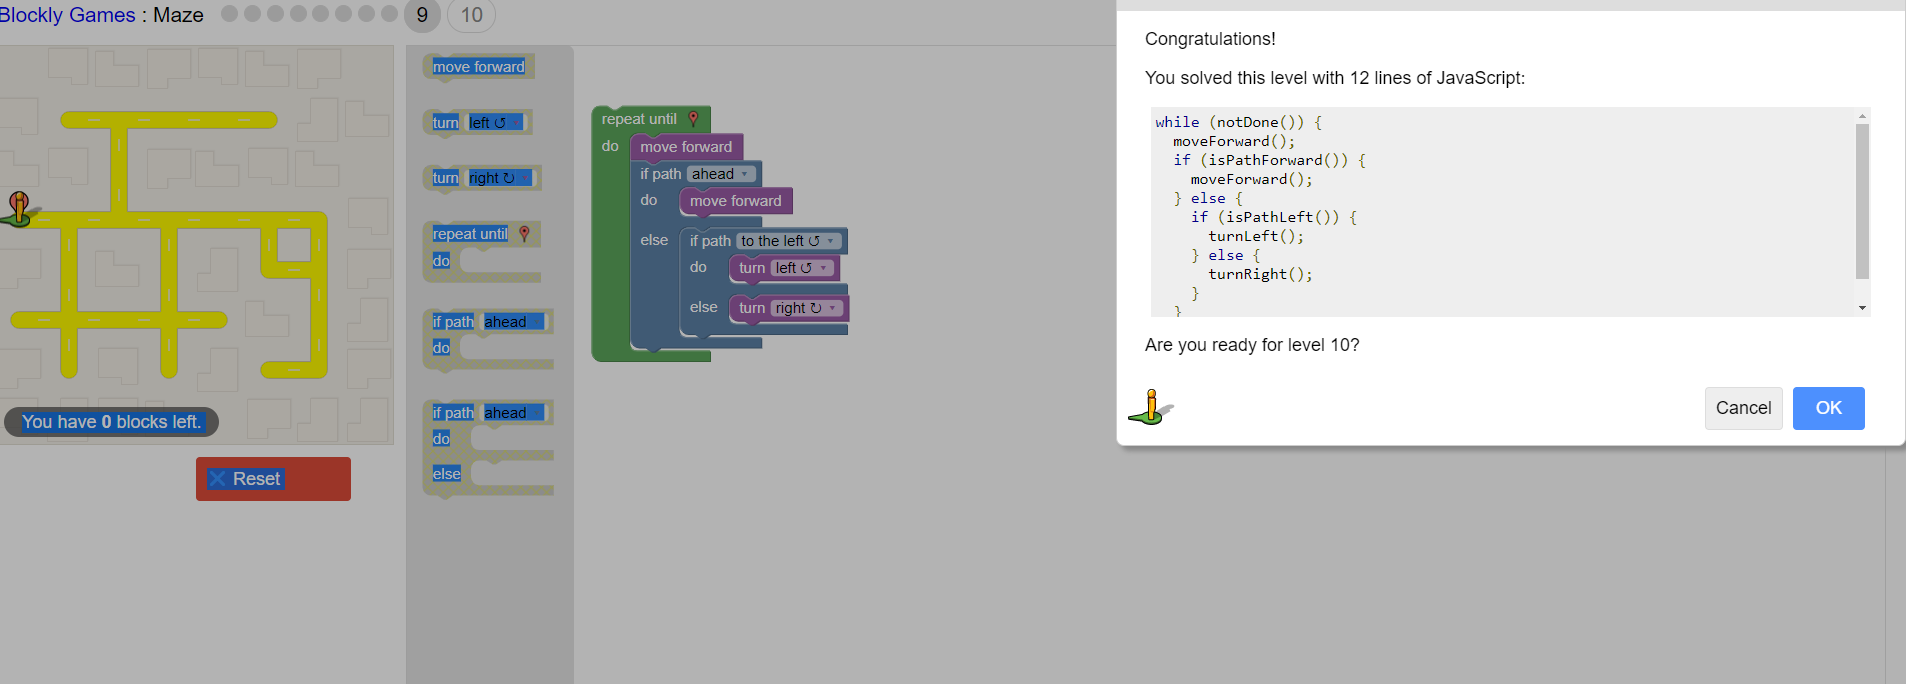 Blockly Games : Maze 9 10
You have 0 blocks left.
Reset
move forward
turn left ↺
turn right ↻
repeat until
do
if path ahead
do
if path ahead
do
else
repeat until
do move forward
if path ahead ▾
do move forward
else if path to the left ↺ ▾
do turn left ↺ ▾
else turn right ↻ ▾
Congratulations!
You solved this level with 12 lines of JavaScript:
while (notDone()) {
  moveForward();
  if (isPathForward()) {
    moveForward();
  } else {
    if (isPathLeft()) {
      turnLeft();
    } else {
      turnRight();
    }
  }
Are you ready for level 10?
Cancel OK